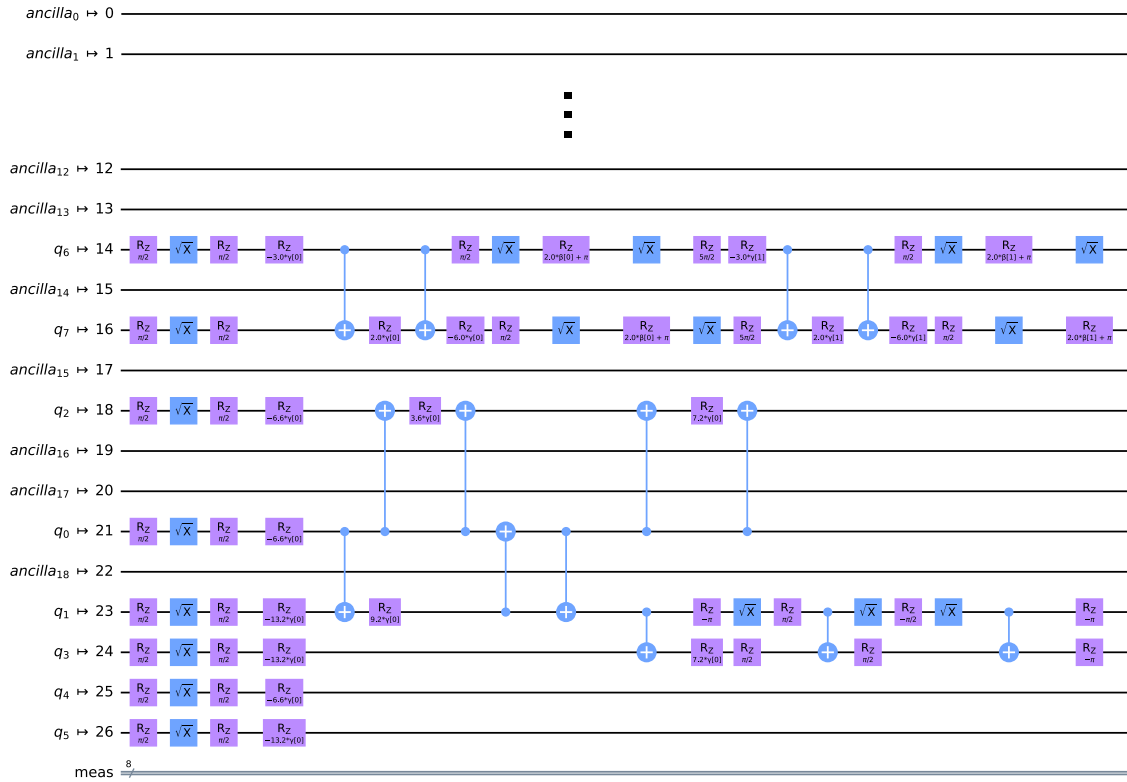 ancilla₀ ↦ 0
ancilla₁ ↦ 1
ancilla₁₂ ↦ 12
ancilla₁₃ ↦ 13
q₆ ↦ 14 R_Z π/2 √X R_Z π/2 R_Z −3.0*γ[0] R_Z π/2 √X R_Z 2.0*β[0] + π √X R_Z 5π/2 R_Z −3.0*γ[1] R_Z π/2 √X R_Z 2.0*β[1] + π √X
ancilla₁₄ ↦ 15
q₇ ↦ 16 R_Z π/2 √X R_Z π/2 R_Z 2.0*γ[0] R_Z −6.0*γ[0] R_Z π/2 √X R_Z 2.0*β[0] + π √X R_Z 5π/2 R_Z 2.0*γ[1] R_Z −6.0*γ[1] R_Z π/2 √X R_Z 2.0*β[1] + π
ancilla₁₅ ↦ 17
q₂ ↦ 18 R_Z π/2 √X R_Z π/2 R_Z −6.6*γ[0] R_Z 3.6*γ[0] R_Z 7.2*γ[0]
ancilla₁₆ ↦ 19
ancilla₁₇ ↦ 20
q₀ ↦ 21 R_Z π/2 √X R_Z π/2 R_Z −6.6*γ[0]
ancilla₁₈ ↦ 22
q₁ ↦ 23 R_Z π/2 √X R_Z π/2 R_Z −13.2*γ[0] R_Z 9.2*γ[0] R_Z −π √X R_Z π/2 √X R_Z −π/2 √X R_Z −π
q₃ ↦ 24 R_Z π/2 √X R_Z π/2 R_Z −13.2*γ[0] R_Z 7.2*γ[0] R_Z π/2 R_Z π/2 R_Z −π
q₄ ↦ 25 R_Z π/2 √X R_Z π/2 R_Z −6.6*γ[0]
q₅ ↦ 26 R_Z π/2 √X R_Z π/2 R_Z −13.2*γ[0]
meas 8